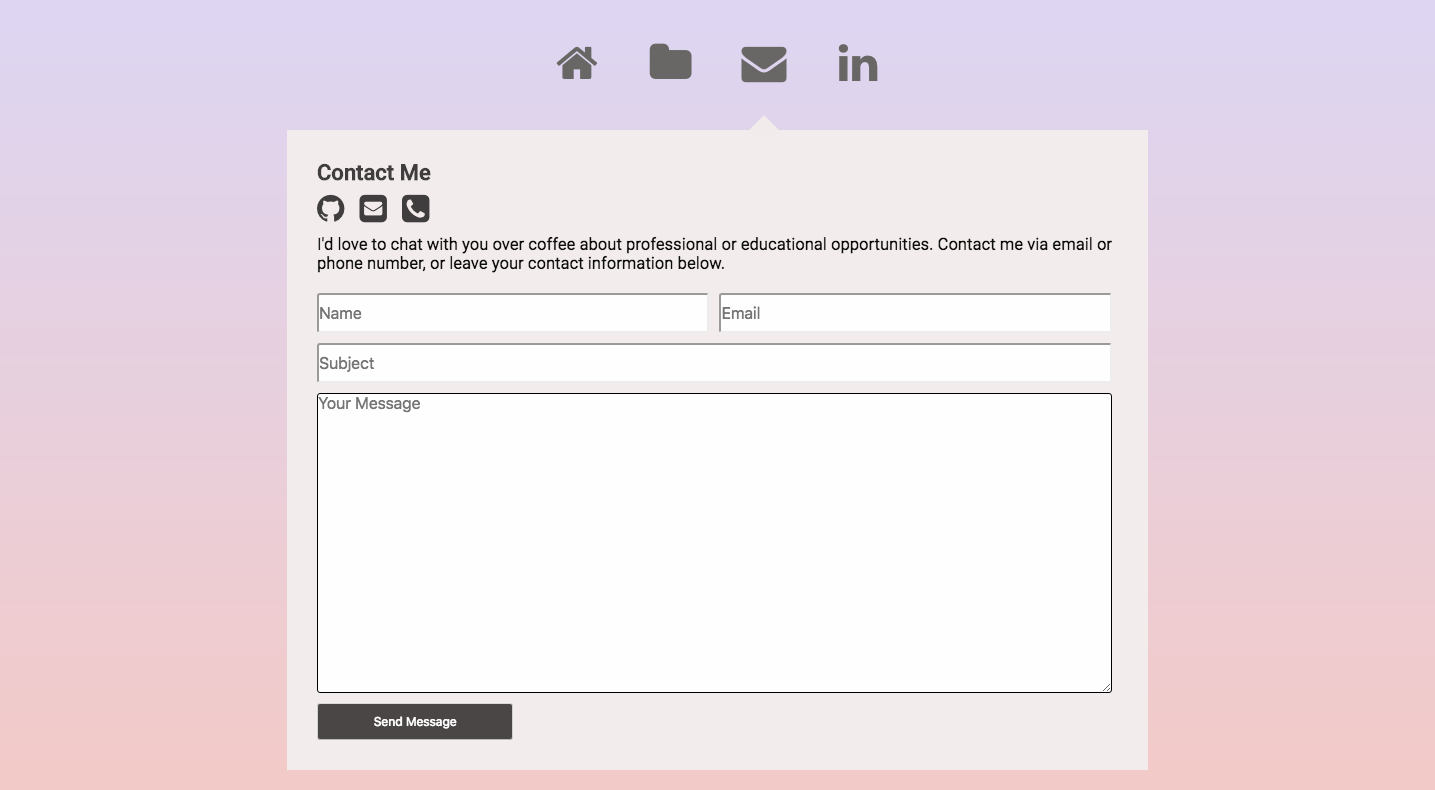 in
Contact Me
I'd love to chat with you over coffee about professional or educational opportunities. Contact me via email or
phone number, or leave your contact information below.
Name
Email
Subject
Your Message
Send Message